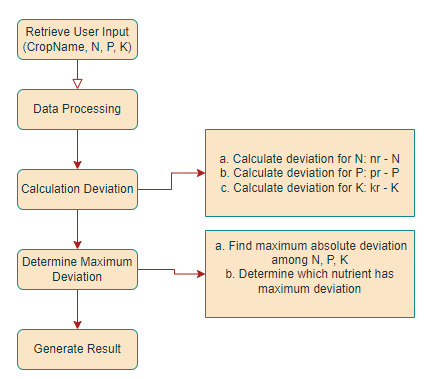 Retrieve User Input
(CropName, N, P, K)
Data Processing
Calculation Deviation
a. Calculate deviation for N: nr - N
b. Calculate deviation for P: pr - P
c. Calculate deviation for K: kr - K
Determine Maximum
Deviation
a. Find maximum absolute deviation
among N, P, K
b. Determine which nutrient has
maximum deviation
Generate Result